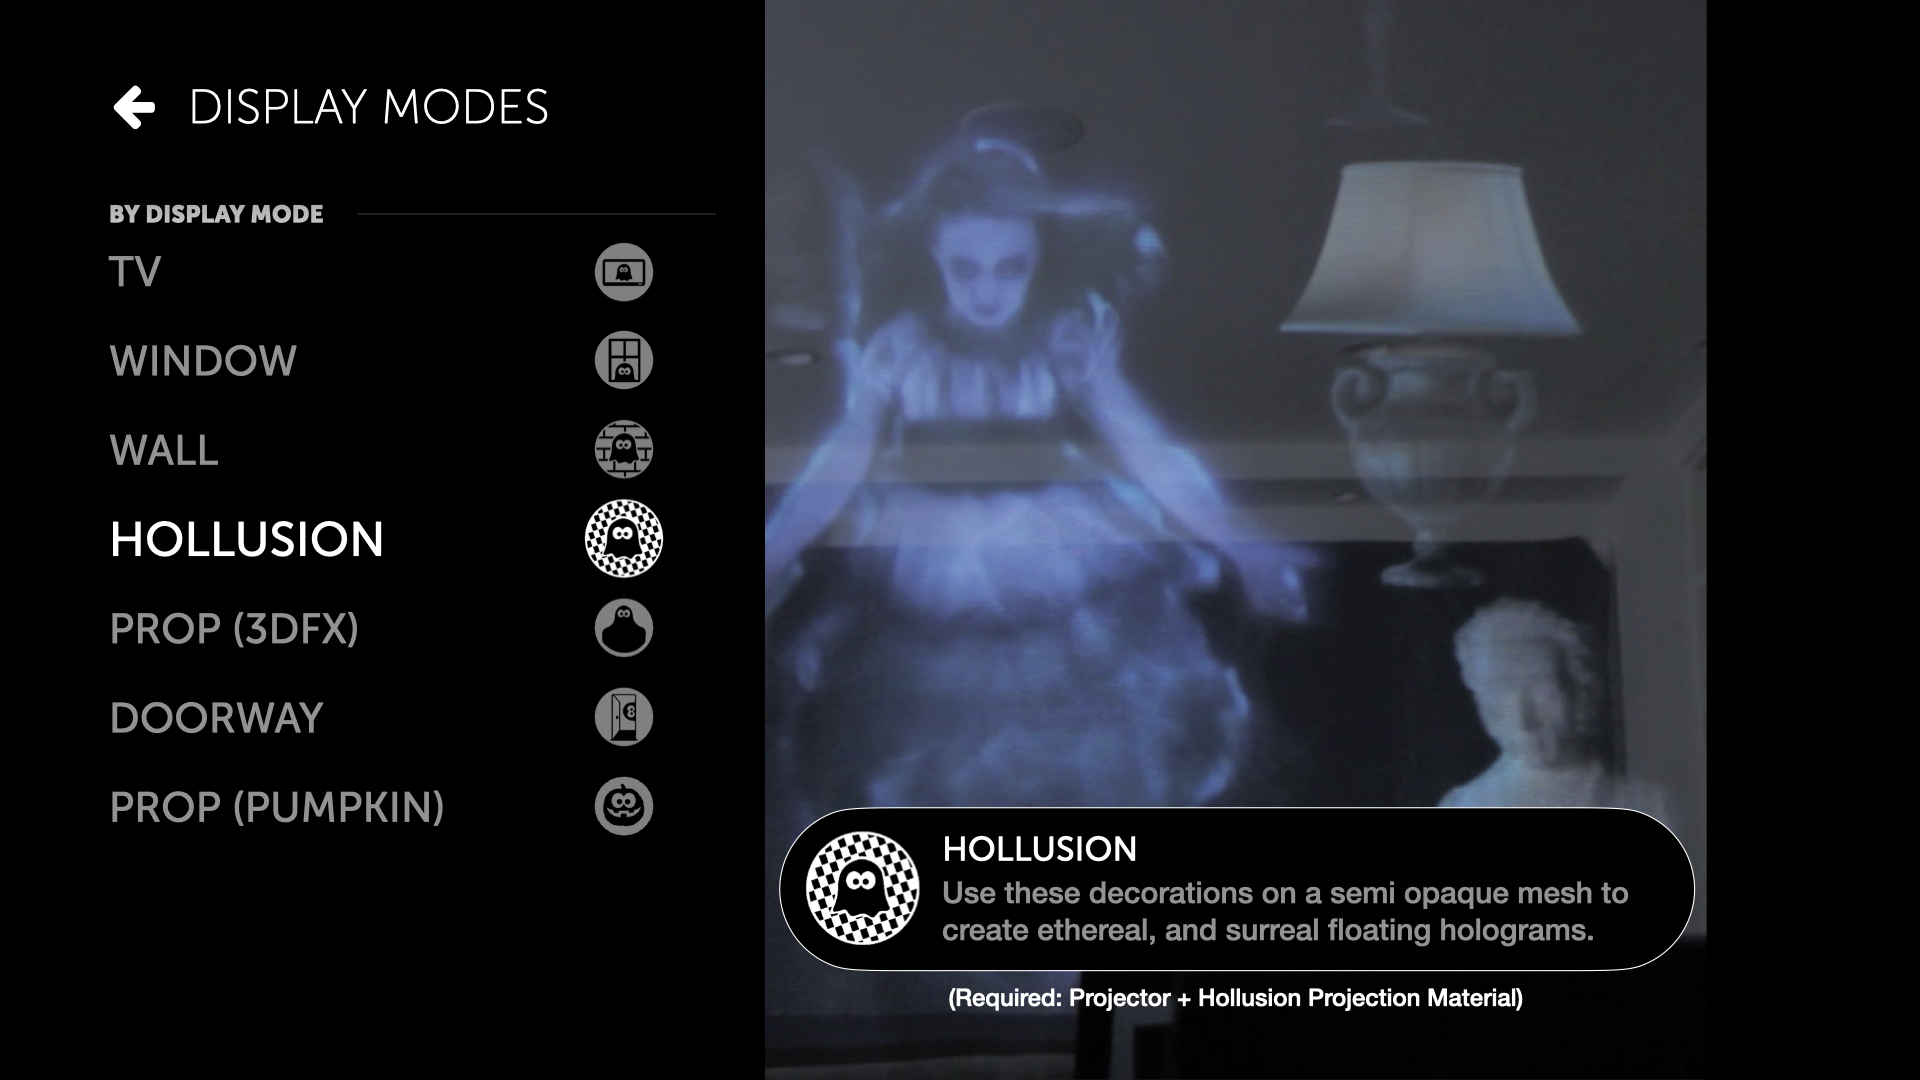 DISPLAY MODES
BY DISPLAY MODE
TV
WINDOW
WALL
HOLLUSION
PROP (3DFX)
DOORWAY
PROP (PUMPKIN)
HOLLUSION
Use these decorations on a semi opaque mesh to
create ethereal, and surreal floating holograms.
(Required: Projector + Hollusion Projection Material)